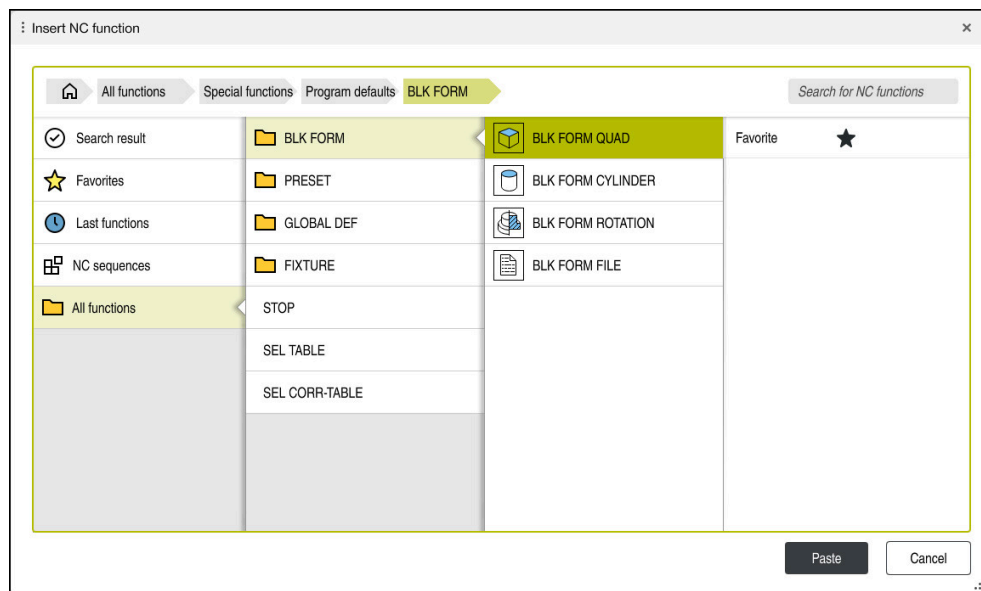 Insert NC function
All functions Special functions Program defaults BLK FORM Search for NC functions
Search result BLK FORM BLK FORM QUAD Favorite
Favorites PRESET BLK FORM CYLINDER
Last functions GLOBAL DEF BLK FORM ROTATION
NC sequences FIXTURE BLK FORM FILE
All functions STOP
SEL TABLE
SEL CORR-TABLE
Paste Cancel